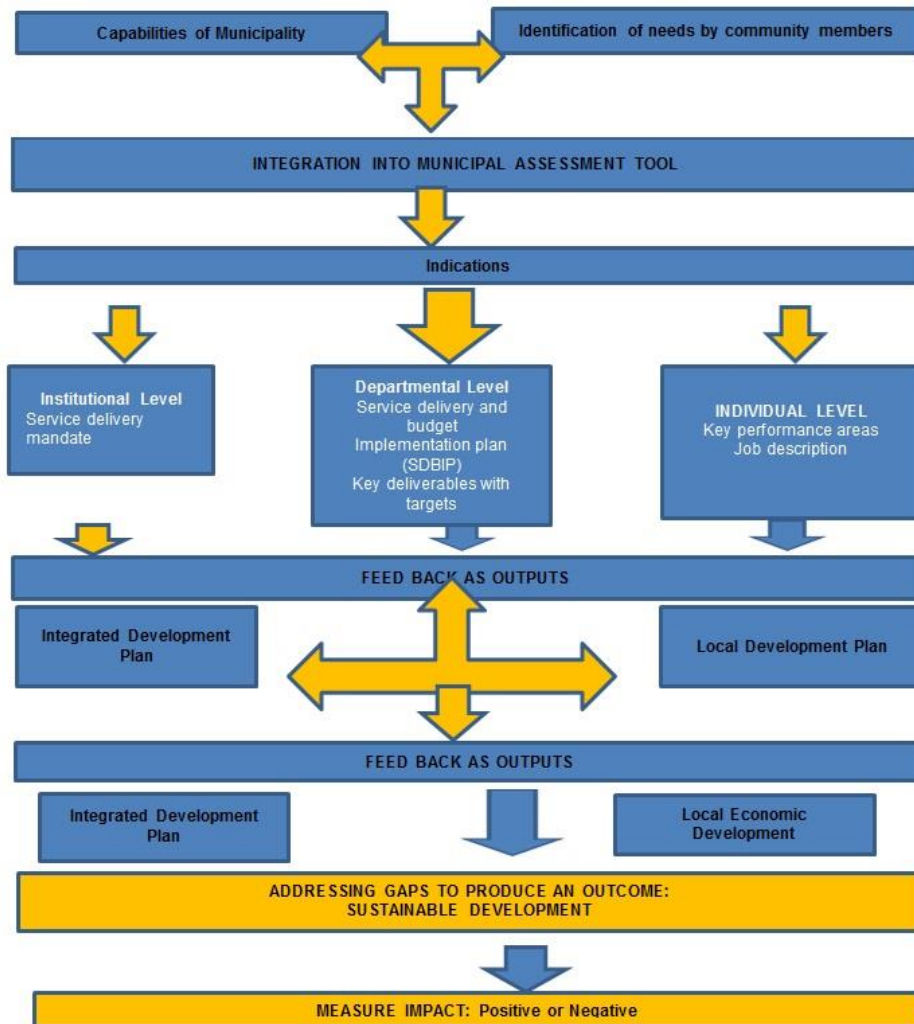 Capabilities of Municipality
Identification of needs by community members
INTEGRATION INTO MUNICIPAL ASSESSMENT TOOL
Indications
Institutional Level
Service delivery
mandate
Departmental Level
Service delivery and
budget
Implementation plan
(SDBIP)
Key deliverables with
targets
INDIVIDUAL LEVEL
Key performance areas
Job description
FEED BACK AS OUTPUTS
Integrated Development
Plan
Local Development Plan
FEED BACK AS OUTPUTS
Integrated Development
Plan
Local Economic
Development
ADDRESSING GAPS TO PRODUCE AN OUTCOME:
SUSTAINABLE DEVELOPMENT
MEASURE IMPACT: Positive or Negative